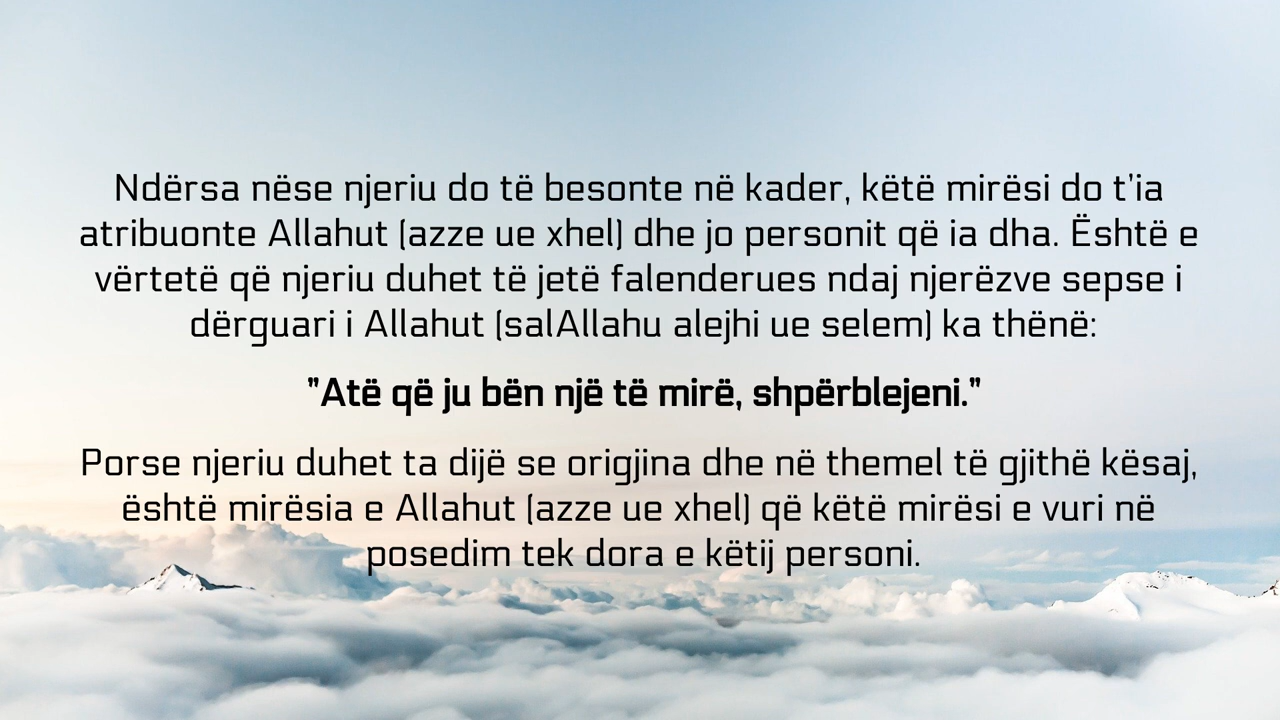 Ndërsa nëse njeriu do të besonte në kader, këtë mirësi do t'ia
atribuonte Allahut (azze ue xhel) dhe jo personit që ia dha. Është e
vërtetë që njeriu duhet të jetë falenderues ndaj njerëzve sepse i
dërguari i Allahut (salAllahu alejhi ue selem) ka thënë:
"Atë që ju bën një të mirë, shpërblejeni."
Porse njeriu duhet ta dijë se origjina dhe në themel të gjithë kësaj,
është mirësia e Allahut (azze ue xhel) që këtë mirësi e vuri në
posedim tek dora e këtij personi.